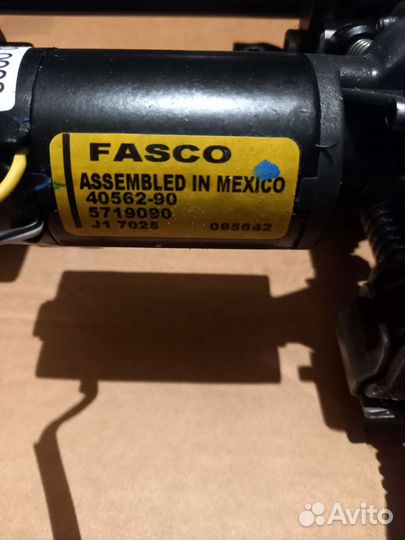 FASCO
ASSEMBLED IN MEXICO
40562-90
5719090
J1 7025 095642
Avito